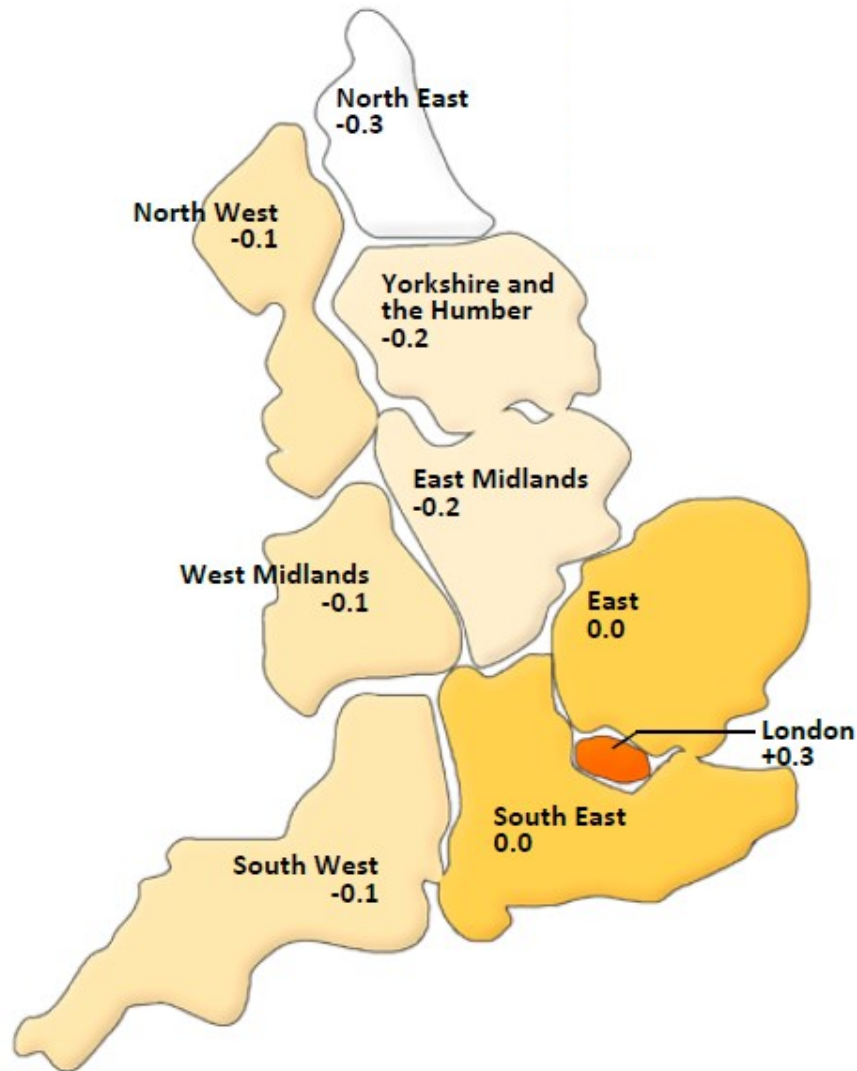 North East
-0.3
North West
-0.1
Yorkshire and
the Humber
-0.2
East Midlands
-0.2
West Midlands
-0.1
East
0.0
London
+0.3
South East
0.0
South West
-0.1